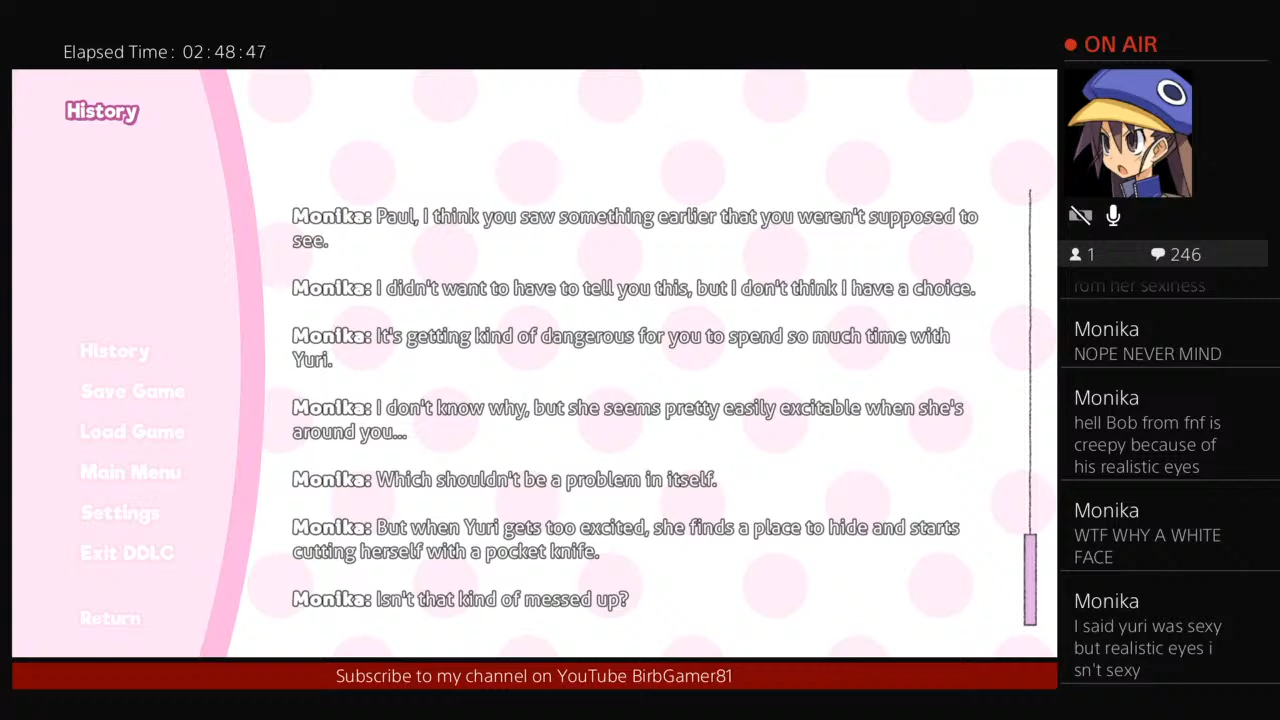 Elapsed Time: 02:48:47
ON AIR
History
Monika: Paul, I think you saw something earlier that you weren't supposed to
see.
Monika: I didn't want to have to tell you this, but I don't think I have a choice.
Monika: It's getting kind of dangerous for you to spend so much time with
Yuri.
Monika: I don't know why, but she seems pretty easily excitable when she's
around you...
Monika: Which shouldn't be a problem in itself.
Monika: But when Yuri gets too excited, she finds a place to hide and starts
cutting herself with a pocket knife.
Monika: Isn't that kind of messed up?
History
Save Game
Load Game
Main Menu
Settings
Exit DDLC
Return
Subscribe to my channel on YouTube BirbGamer81
1 246
rom her sexiness
Monika
NOPE NEVER MIND
Monika
hell Bob from fnf is
creepy because of
his realistic eyes
Monika
WTF WHY A WHITE
FACE
Monika
I said yuri was sexy
but realistic eyes i
sn't sexy